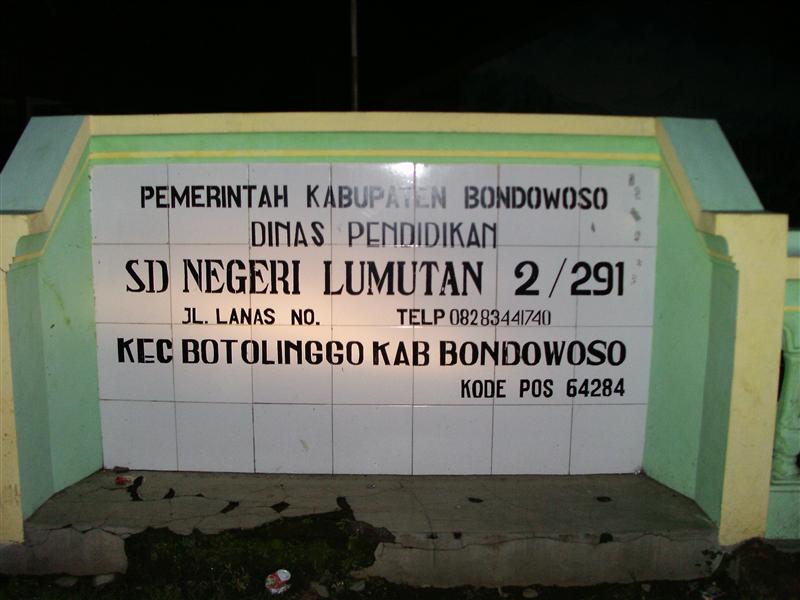 PEMERINTAH KABUPATEN BONDOWOSO
DINAS PENDIDIKAN
SD NEGERI LUMUTAN 2/291
JL. LANAS NO. TELP 08283441740
KEC BOTOLINGGO KAB BONDOWOSO
KODE POS 64284